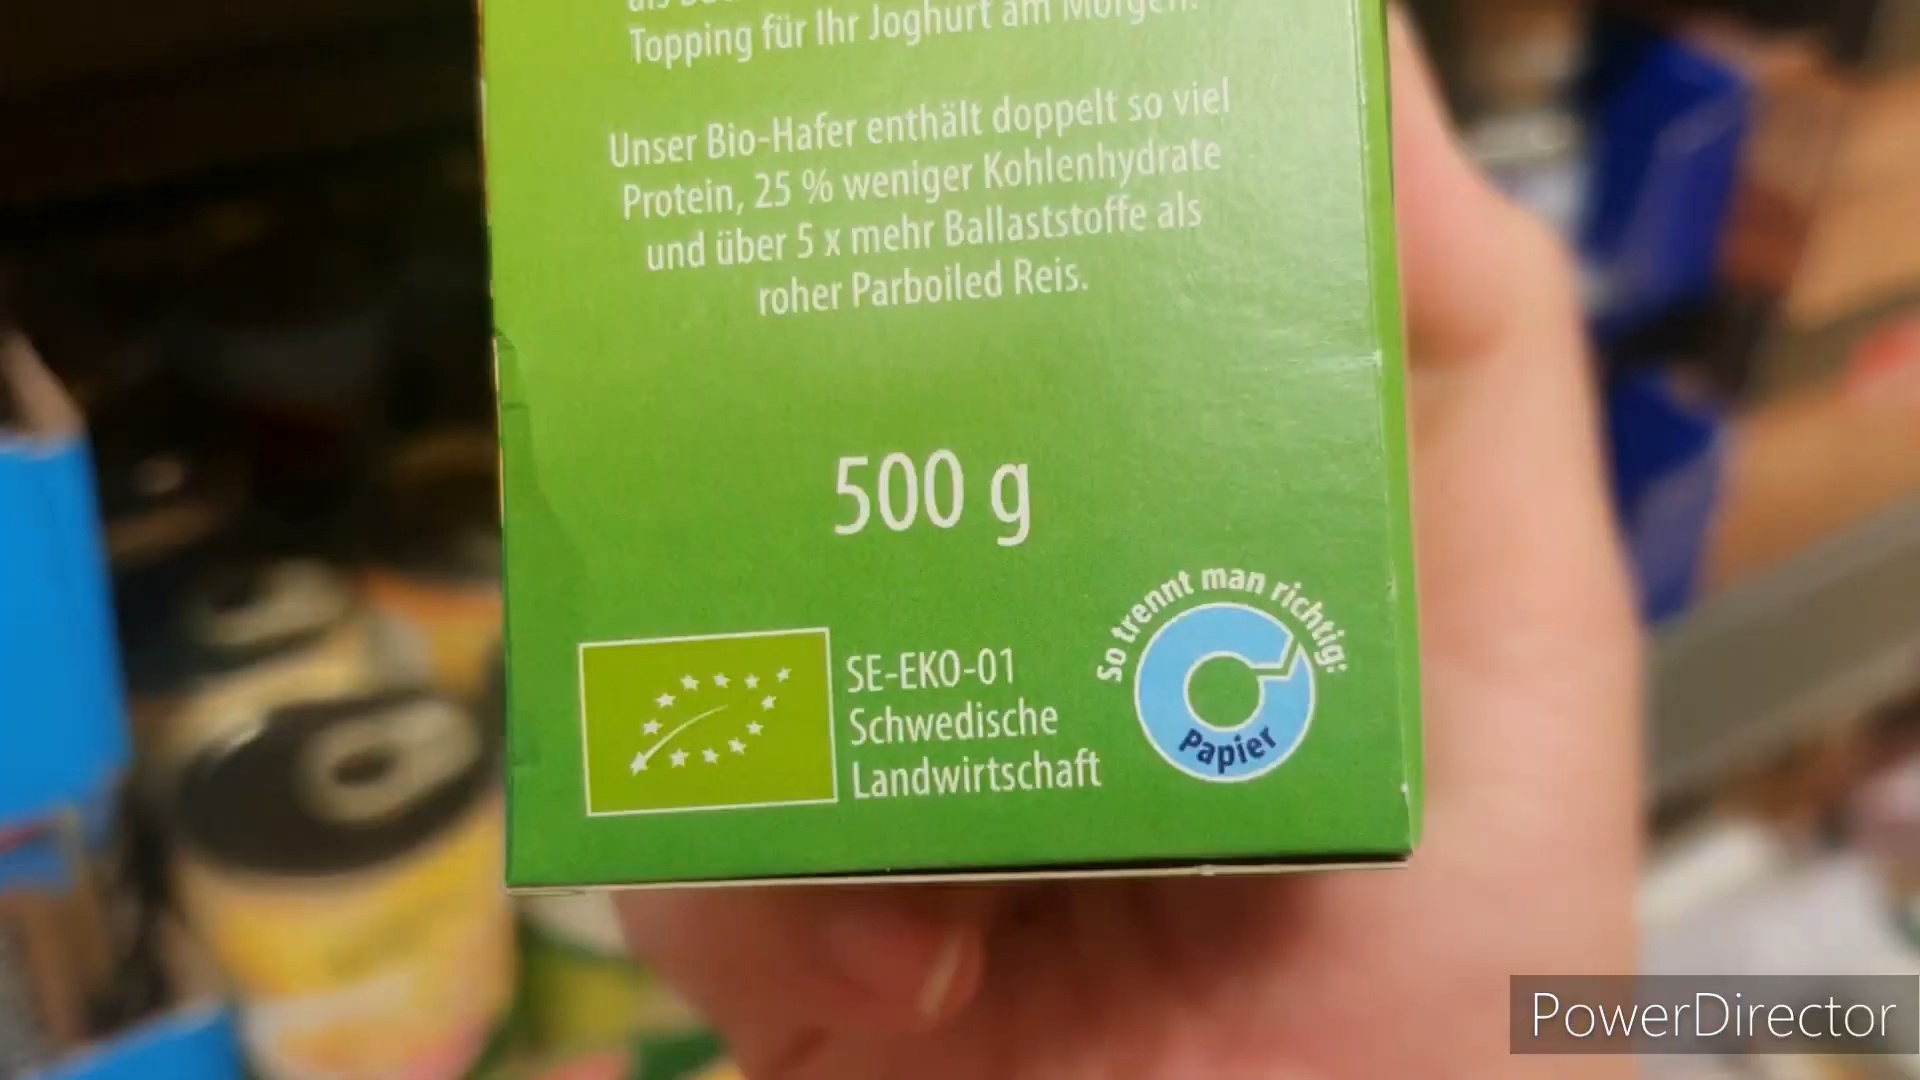 Topping für Ihr Joghurt am Morgen.
Unser Bio-Hafer enthält doppelt so viel
Protein, 25 % weniger Kohlenhydrate
und über 5 x mehr Ballaststoffe als
roher Parboiled Reis.
500 g
So trennt man richtig:
Papier
SE-EKO-01
Schwedische
Landwirtschaft
PowerDirector